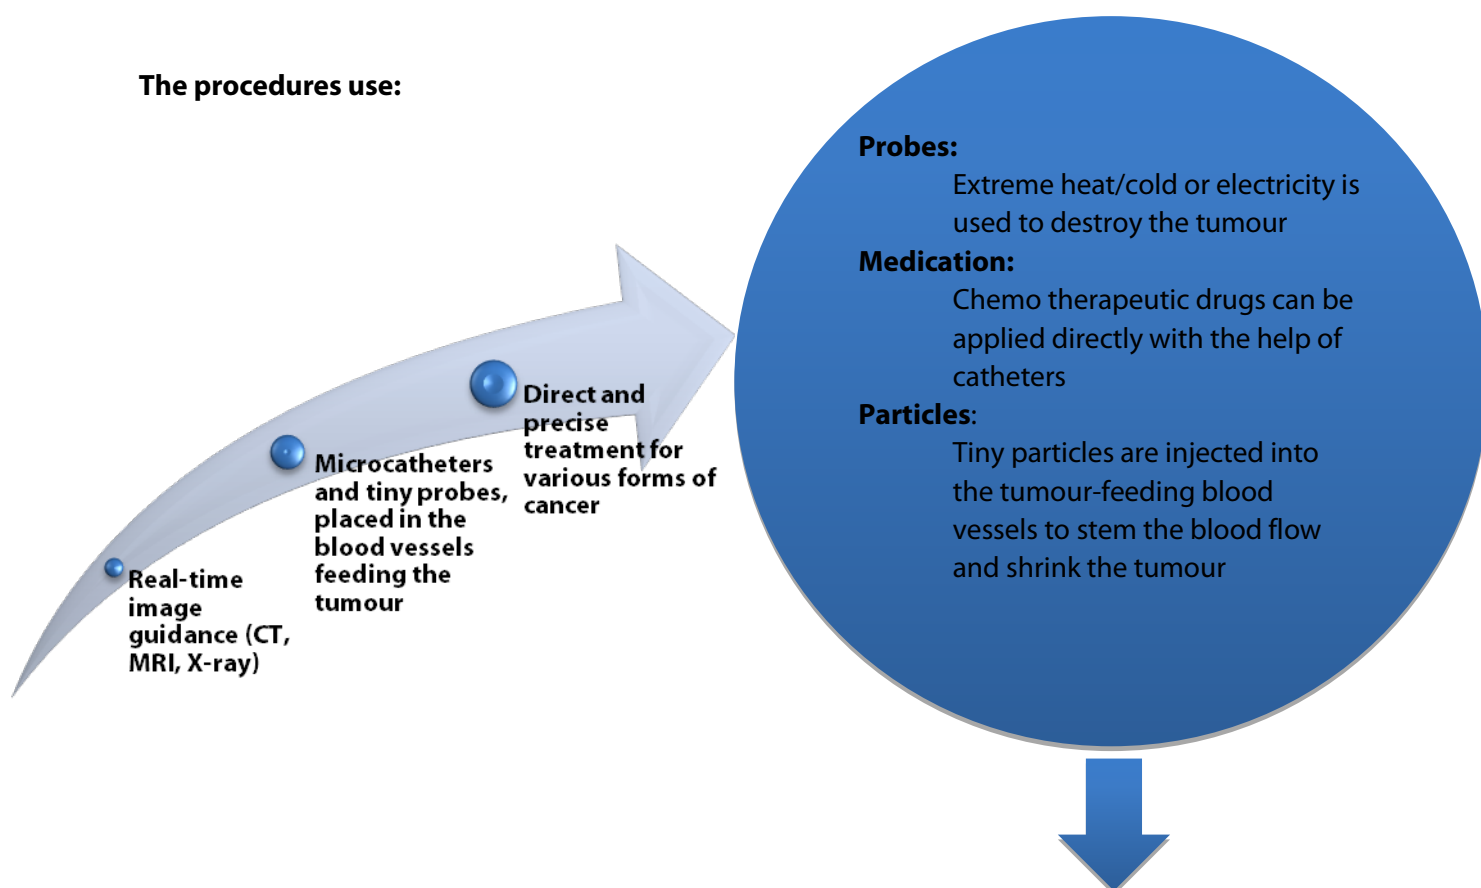 The procedures use:
Real-time
image
guidance (CT,
MRI, X-ray)
Microcatheters
and tiny probes,
placed in the
blood vessels
feeding the
tumour
Direct and
precise
treatment for
various forms of
cancer
Probes:
Extreme heat/cold or electricity is
used to destroy the tumour
Medication:
Chemo therapeutic drugs can be
applied directly with the help of
catheters
Particles:
Tiny particles are injected into
the tumour-feeding blood
vessels to stem the blood flow
and shrink the tumour